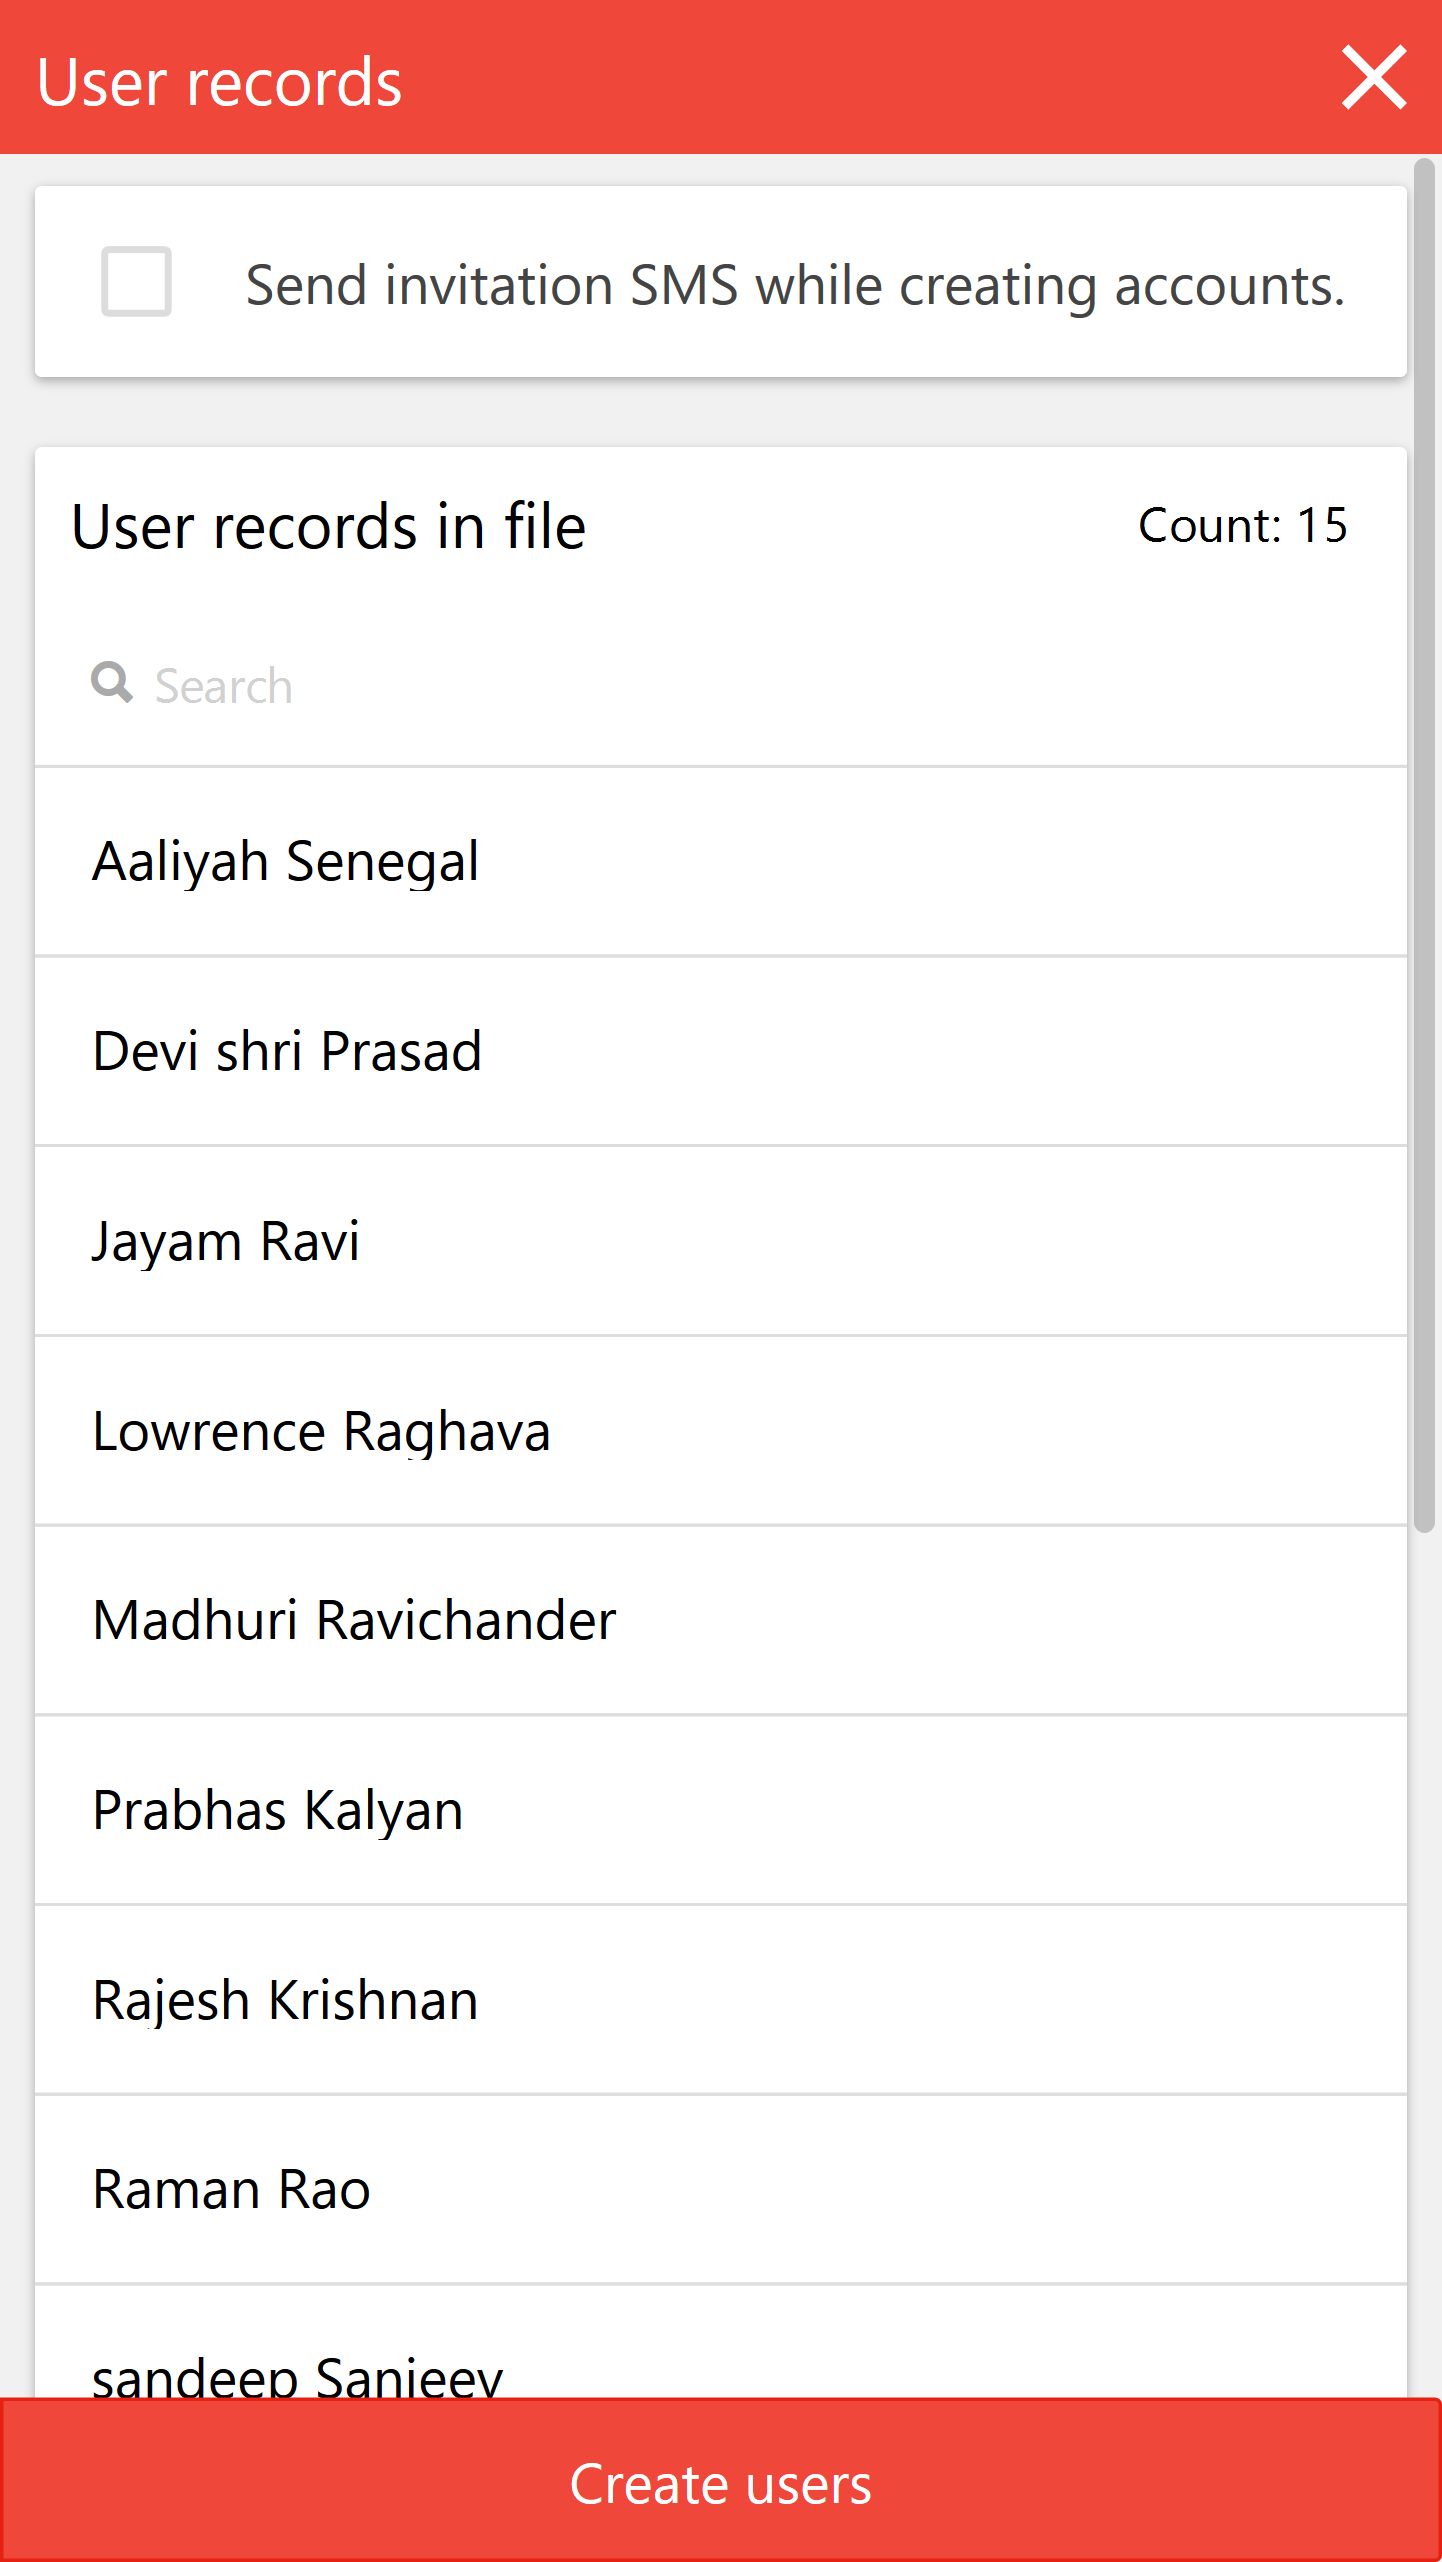 User records
Send invitation SMS while creating accounts.
User records in file
Count: 15
Search
Aaliyah Senegal
Devi shri Prasad
Jayam Ravi
Lowrence Raghava
Madhuri Ravichander
Prabhas Kalyan
Rajesh Krishnan
Raman Rao
sandeep Sanjeev
Create users